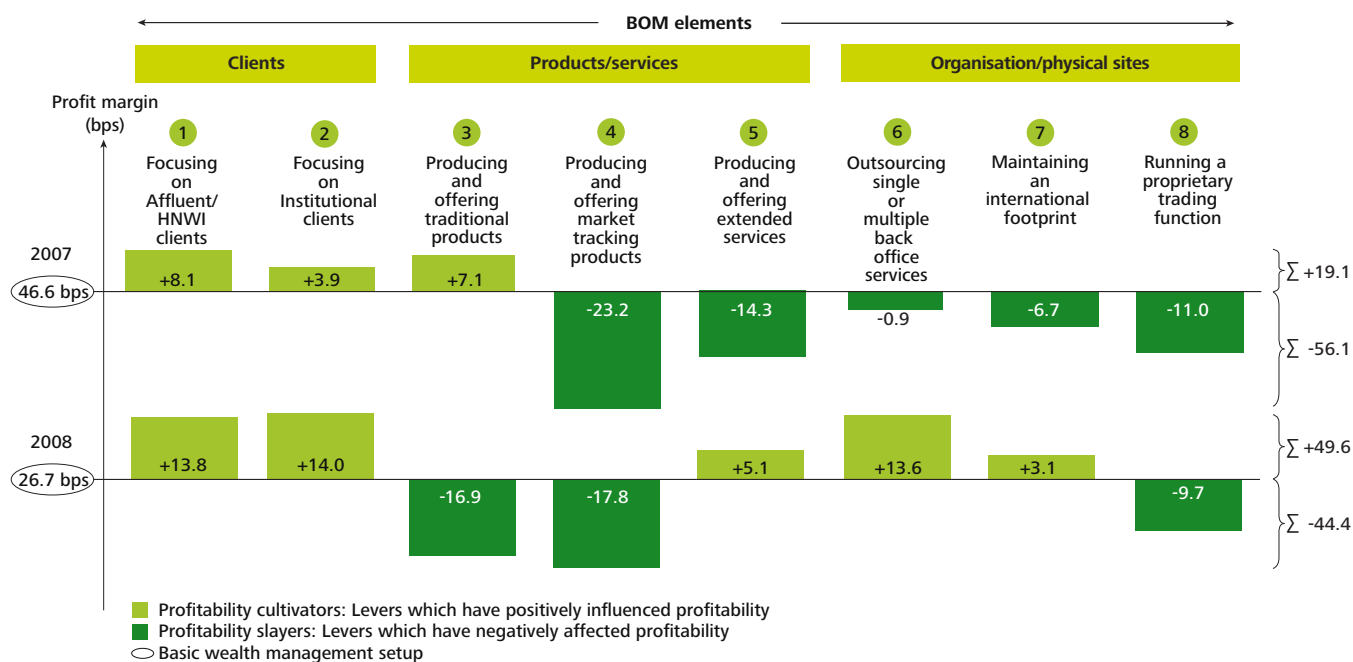 BOM elements
Clients
Products/services
Organisation/physical sites
Profit margin
(bps)
1
Focusing
on
Affluent/
HNWI
clients
2
Focusing
on
Institutional
clients
3
Producing
and
offering
traditional
products
4
Producing
and
offering
market
tracking
products
5
Producing
and
offering
extended
services
6
Outsourcing
single
or
multiple
back
office
services
7
Maintaining
an
international
footprint
8
Running a
proprietary
trading
function
2007
46.6 bps
+8.1
+3.9
+7.1
-23.2
-14.3
-0.9
-6.7
-11.0
∑ +19.1
∑ -56.1
2008
26.7 bps
+13.8
+14.0
-16.9
-17.8
+5.1
+13.6
+3.1
-9.7
∑ +49.6
∑ -44.4
Profitability cultivators: Levers which have positively influenced profitability
Profitability slayers: Levers which have negatively affected profitability
Basic wealth management setup